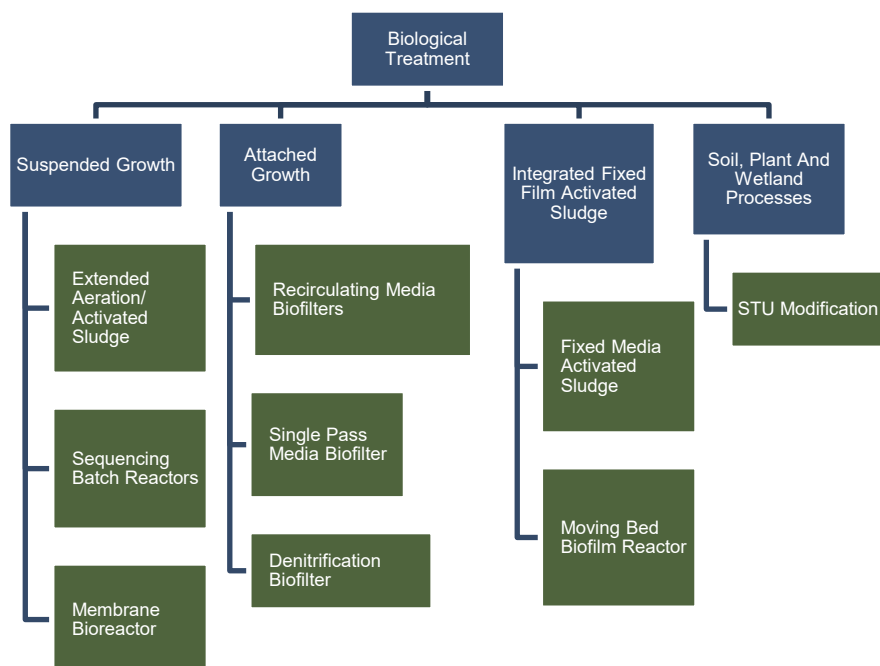 Biological
Treatment
Suspended Growth
Attached
Growth
Integrated Fixed
Film Activated
Sludge
Soil, Plant And
Wetland
Processes
Extended
Aeration/
Activated
Sludge
Sequencing
Batch Reactors
Membrane
Bioreactor
Recirculating Media
Biofilters
Single Pass
Media Biofilter
Denitrification
Biofilter
Fixed Media
Activated
Sludge
Moving Bed
Biofilm Reactor
STU Modification